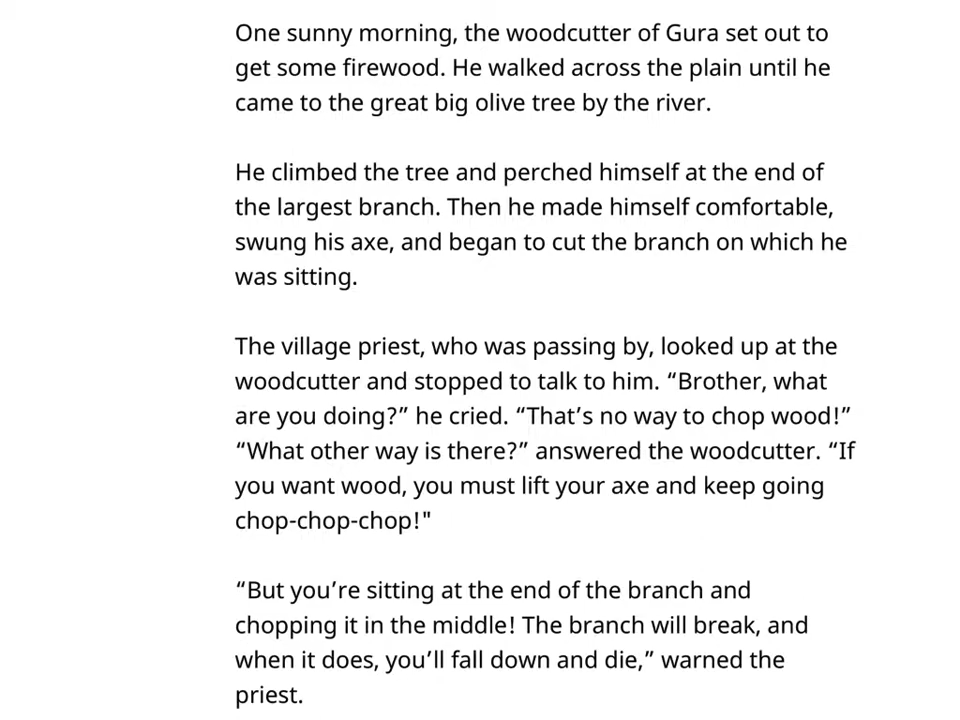 One sunny morning, the woodcutter of Gura set out to
get some firewood. He walked across the plain until he
came to the great big olive tree by the river.
He climbed the tree and perched himself at the end of
the largest branch. Then he made himself comfortable,
swung his axe, and began to cut the branch on which he
was sitting.
The village priest, who was passing by, looked up at the
woodcutter and stopped to talk to him. “Brother, what
are you doing?” he cried. “That’s no way to chop wood!”
“What other way is there?” answered the woodcutter. “If
you want wood, you must lift your axe and keep going
chop-chop-chop!"
“But you’re sitting at the end of the branch and
chopping it in the middle! The branch will break, and
when it does, you’ll fall down and die,” warned the
priest.